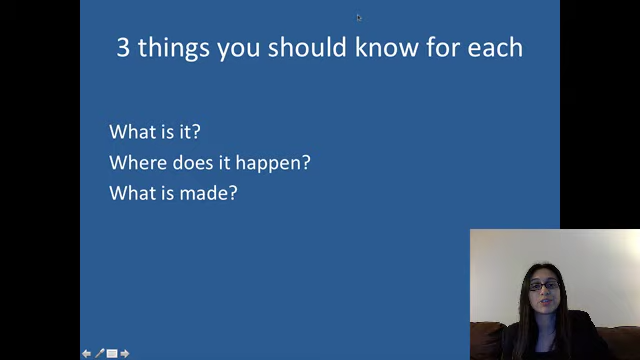 3 things you should know for each
What is it?
Where does it happen?
What is made?